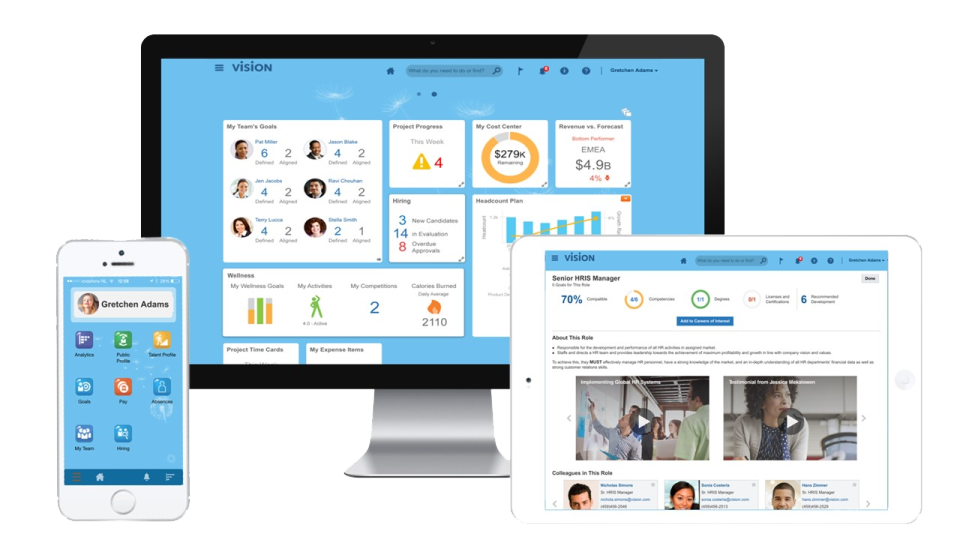 VISION
What do you need to do or find?
Gretchen Adams
My Team's Goals
Pat Miller
6 2
Defined Aligned
Jason Blake
4 2
Defined Aligned
Jen Jacobs
4 2
Defined Aligned
Ravi Chouhan
4 2
Defined Aligned
Terry Lucca
4 2
Defined Aligned
Stella Smith
2 1
Defined Aligned
Project Progress
This Week
4
My Cost Center
$279K
Remaining
Revenue vs. Forecast
Bottom Performer
EMEA
$4.9B
4%
Hiring
3 New Candidates
14 in Evaluation
8 Overdue
Approvals
Headcount Plan
Headcount
Wellness
My Wellness Goals
My Activities
4.0 - Active
My Competitions
2
Calories Burned
Daily Average
2110
Project Time Cards
My Expense Items
Gretchen Adams
Analytics
Public
Profile
Talent Profile
Goals
Pay
Absences
My Team
Hiring
VISION
What do you need to do or find?
Gretchen Adams
Senior HRIS Manager
Done
70% Compatible
4/6 Competencies
1/1 Degrees
0/1 Licenses and
Certifications
6 Recommended
Development
Add to Careers of Interest
About This Role
Responsible for the development and performance of all HR activities in assigned market.
Staffs and directs a HR team and provides leadership towards the achievement of maximum profitability and growth in line with company vision and values.
To achieve this, they MUST effectively manage HR personnel, have a strong knowledge of the market, and an in-depth understanding of all HR departments' financial data as well as
strong customer relations skills.
Implementing Global HR Systems
Testimonial from Jessica Makelween
Colleagues in This Role
Nicholas Simons
Sr. HRIS Manager
Sonia Costeria
Sr. HRIS Manager
Hans Zimmer
Sr. HRIS Manager